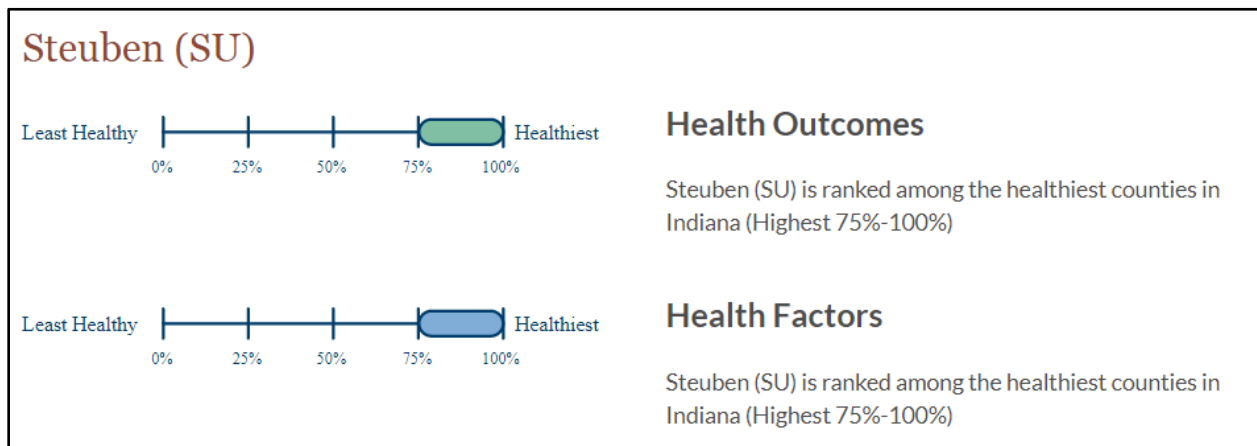 Steuben (SU)
Least Healthy
Healthiest
0% 25% 50% 75% 100%
Health Outcomes
Steuben (SU) is ranked among the healthiest counties in
Indiana (Highest 75%-100%)
Least Healthy
Healthiest
0% 25% 50% 75% 100%
Health Factors
Steuben (SU) is ranked among the healthiest counties in
Indiana (Highest 75%-100%)